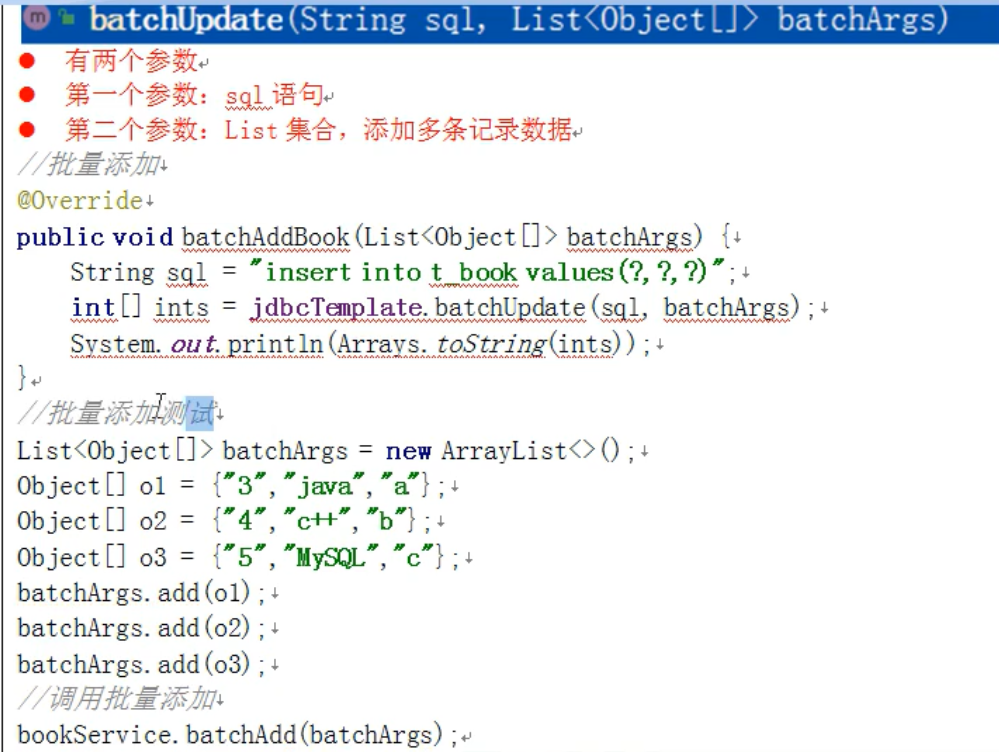 m batchUpdate(String sql, List<Object[]> batchArgs)
● 有两个参数
● 第一个参数：sql 语句
● 第二个参数：List 集合，添加多条记录数据
//批量添加
@Override
public void batchAddBook(List<Object[]> batchArgs) {
    String sql = "insert into t_book values(?,?,?)";
    int[] ints = jdbcTemplate.batchUpdate(sql, batchArgs);
    System.out.println(Arrays.toString(ints));
}
//批量添加测试
List<Object[]> batchArgs = new ArrayList<>();
Object[] o1 = {"3","java","a"};
Object[] o2 = {"4","c++","b"};
Object[] o3 = {"5","MySQL","c"};
batchArgs.add(o1);
batchArgs.add(o2);
batchArgs.add(o3);
//调用批量添加
bookService.batchAdd(batchArgs);